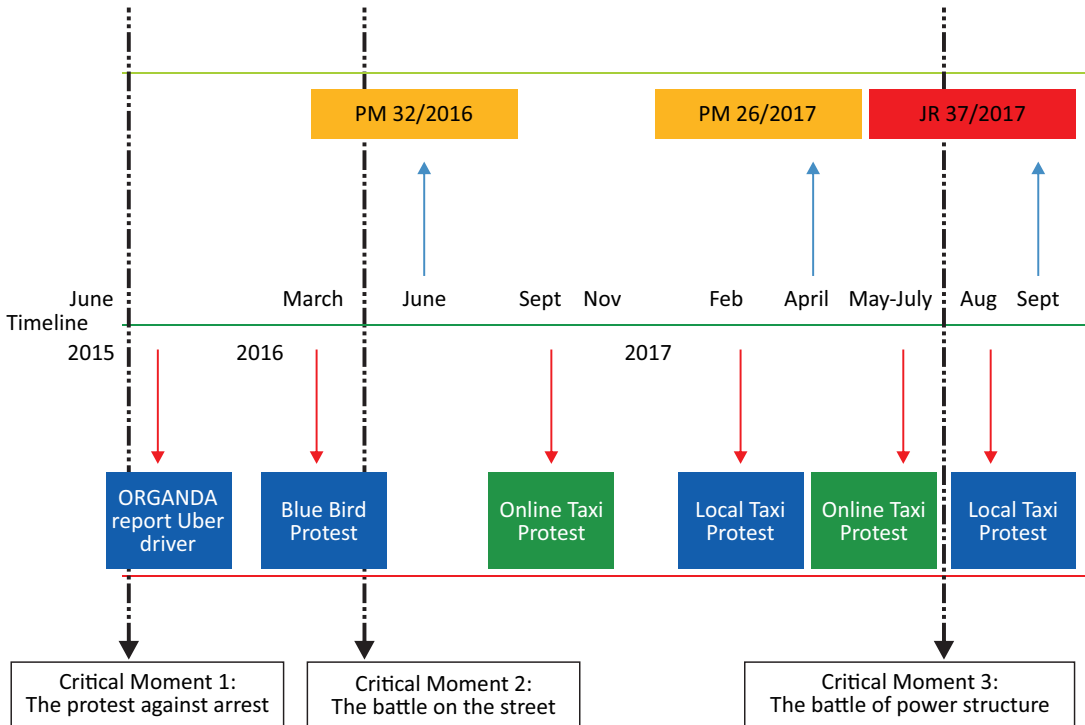 PM 32/2016
PM 26/2017
JR 37/2017
June
March
June
Sept
Nov
Feb
April
May-July
Aug
Sept
Timeline
2015
2016
2017
ORGANDA
report Uber
driver
Blue Bird
Protest
Online Taxi
Protest
Local Taxi
Protest
Online Taxi
Protest
Local Taxi
Protest
Critical Moment 1:
The protest against arrest
Critical Moment 2:
The battle on the street
Critical Moment 3:
The battle of power structure